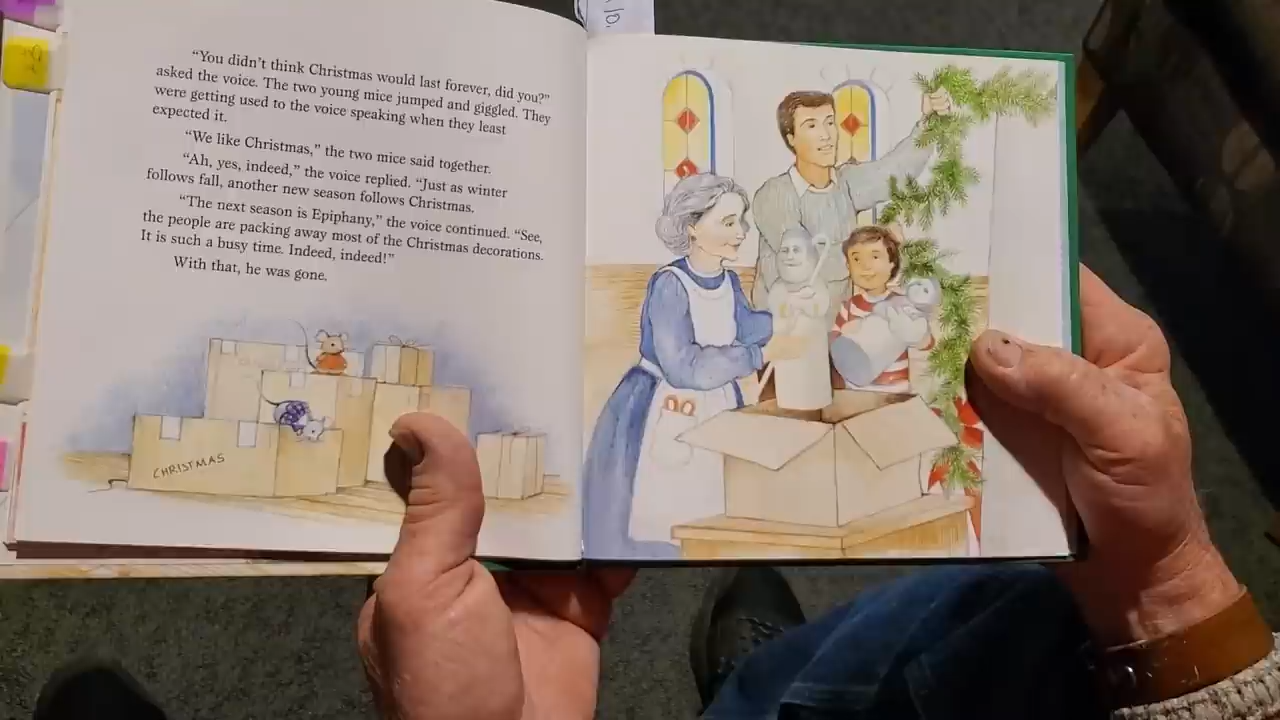 “You didn’t think Christmas would last forever, did you?”
asked the voice. The two young mice jumped and giggled. They
were getting used to the voice speaking when they least
expected it.
“We like Christmas,” the two mice said together.
“Ah, yes, indeed,” the voice replied. “Just as winter
follows fall, another new season follows Christmas.
“The next season is Epiphany,” the voice continued. “See,
the people are packing away most of the Christmas decorations.
It is such a busy time. Indeed, indeed!”
With that, he was gone.
CHRISTMAS